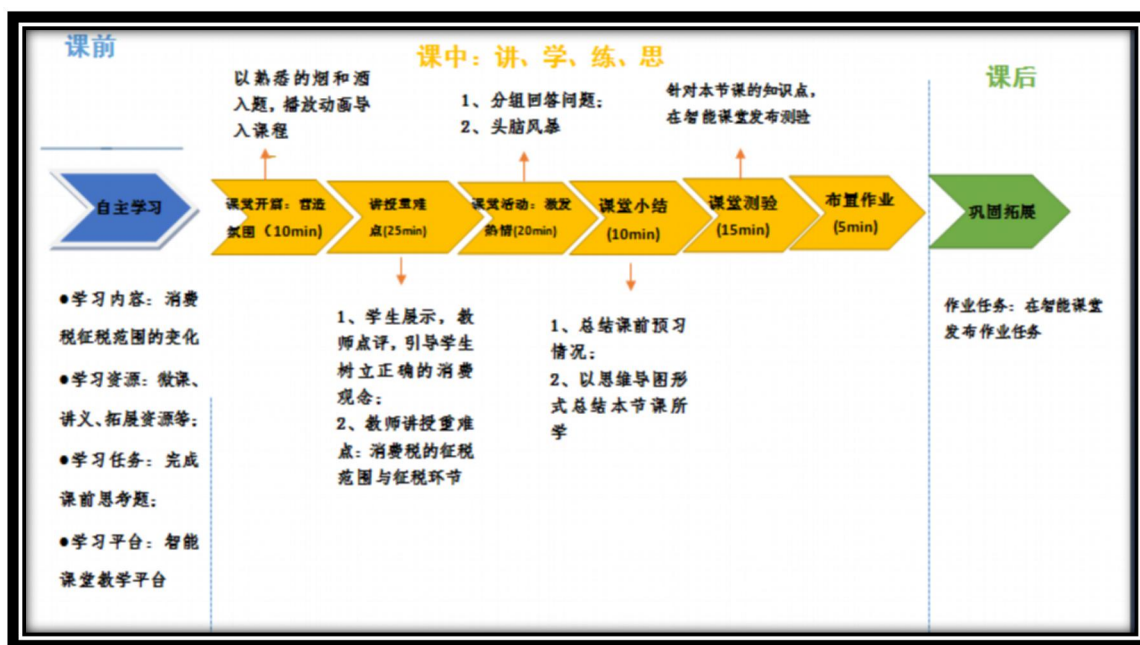 课前
课中：讲、学、练、思
课后
以熟悉的烟和酒
入题，播放动画导
入课程
1、分组回答问题；
2、头脑风暴
针对本节课的知识点，
在智能课堂发布测验
自主学习
课堂开篇：营造
氛围（10min)
讲授重难
点(25min)
课堂活动：激发
热情(20min)
课堂小结
(10min)
课堂测验
(15min)
布置作业
(5min)
巩固拓展
●学习内容：消费
税征税范围的变化
●学习资源：微课、
讲义、拓展资源等；
●学习任务：完成
课前思考题；
●学习平台：智能
课堂教学平台
1、学生展示，教
师点评，引导学生
树立正确的消费
观念；
2、教师讲授重难
点：消费税的征税
范围与征税环节
1、总结课前预习
情况；
2、以思维导图形
式总结本节课所
学
作业任务：在智能课堂
发布作业任务